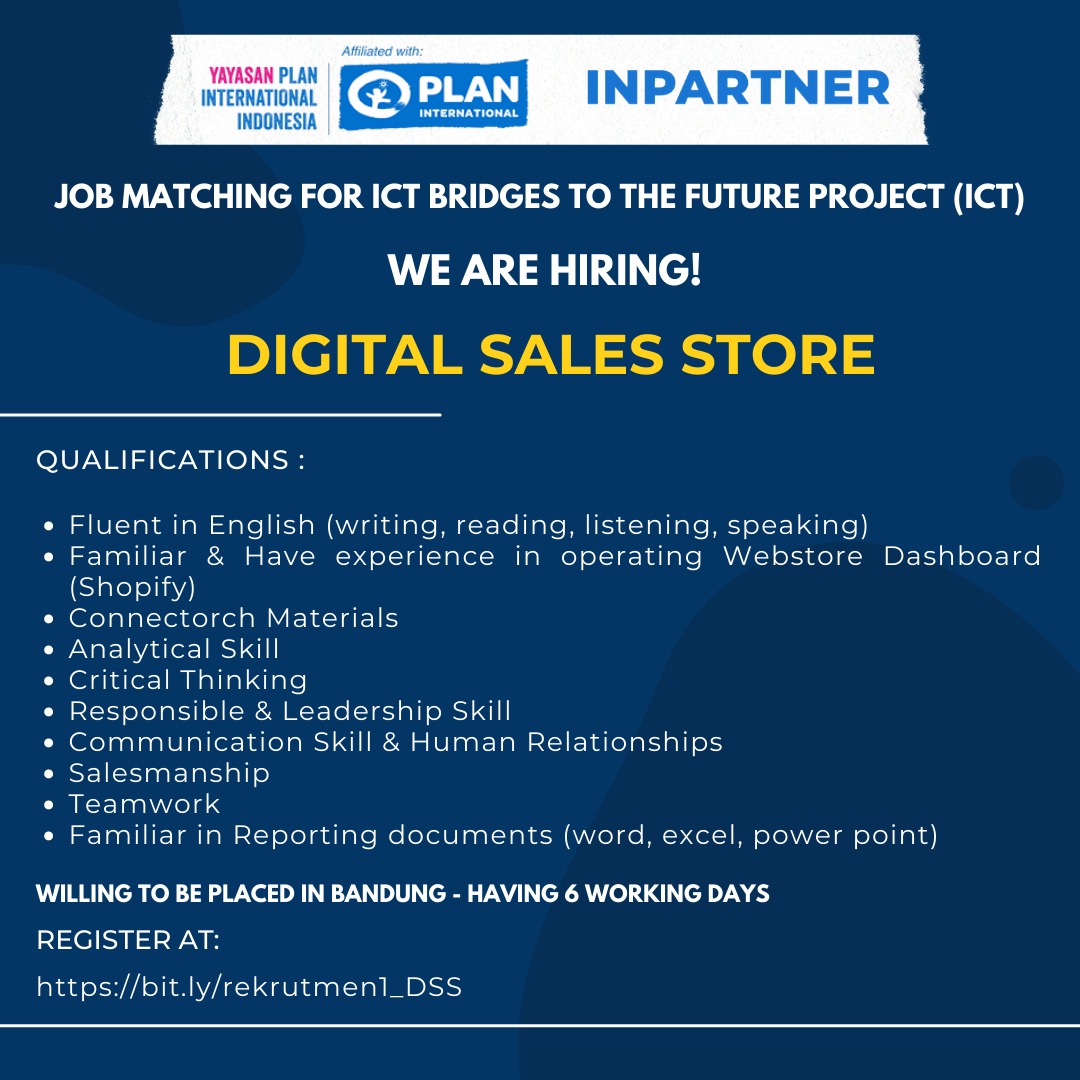 YAYASAN PLAN
INTERNATIONAL
INDONESIA
Affiliated with:
PLAN
INTERNATIONAL
INPARTNER
JOB MATCHING FOR ICT BRIDGES TO THE FUTURE PROJECT (ICT)
WE ARE HIRING!
DIGITAL SALES STORE
QUALIFICATIONS :
• Fluent in English (writing, reading, listening, speaking)
• Familiar & Have experience in operating Webstore Dashboard
(Shopify)
• Connectorch Materials
• Analytical Skill
• Critical Thinking
• Responsible & Leadership Skill
• Communication Skill & Human Relationships
• Salesmanship
• Teamwork
• Familiar in Reporting documents (word, excel, power point)
WILLING TO BE PLACED IN BANDUNG - HAVING 6 WORKING DAYS
REGISTER AT:
https://bit.ly/rekrutmen1_DSS